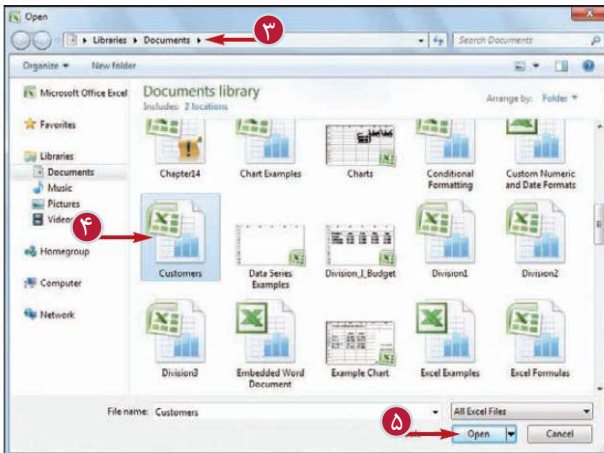 Open
Libraries ▸ Documents ▸ ۳
Search Documents
Organize ▾ New folder
Microsoft Office Excel
Documents library
Includes: 2 locations
Arrange by: Folder ▾
Favorites
Libraries
Documents
Music
Pictures
۴
Homegroup
Computer
Network
Chapter14 Chart Examples Charts Conditional Formatting Custom Numeric and Date Formats
Customers Data Series Examples Division_I_Budget Division1 Division2
Division3 Embedded Word Document Example Chart Excel Examples Excel Formulas
File name: Customers
All Excel Files
۵
Open Cancel